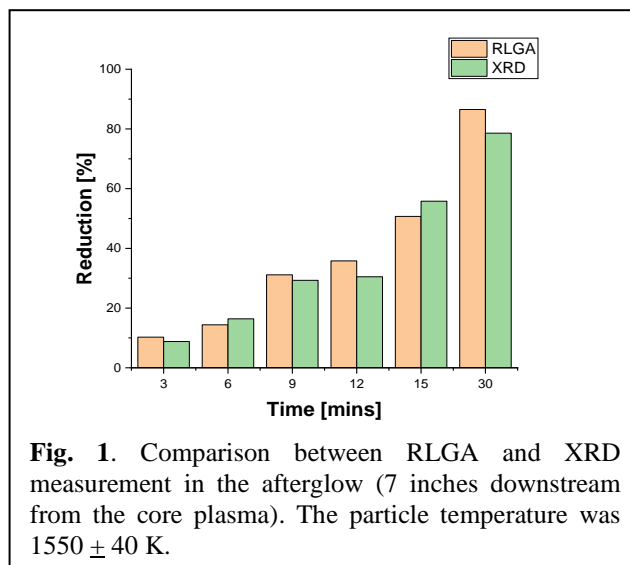 RLGA
XRD
100
80
60
40
20
0
Reduction [%]
3 6 9 12 15 30
Time [mins]
Fig. 1. Comparison between RLGA and XRD
measurement in the afterglow (7 inches downstream
from the core plasma). The particle temperature was
1550 ± 40 K.